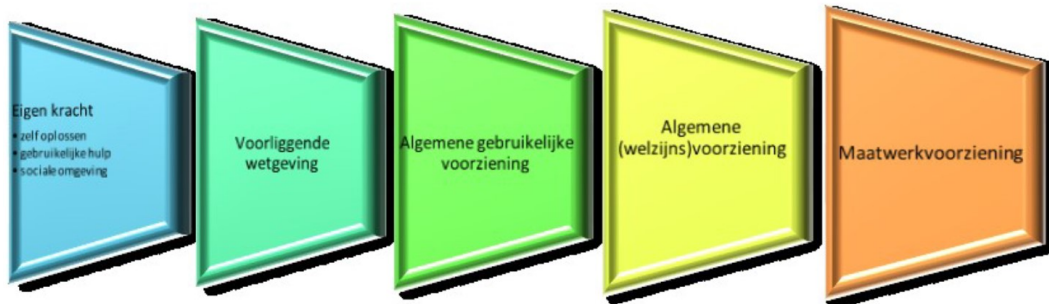 Eigen kracht
• zelf oplossen
• gebruikelijke hulp
• sociale omgeving
Voorliggende
wetgeving
Algemene gebruikelijke
voorziening
Algemene
(welzijns)voorziening
Maatwerkvoorziening